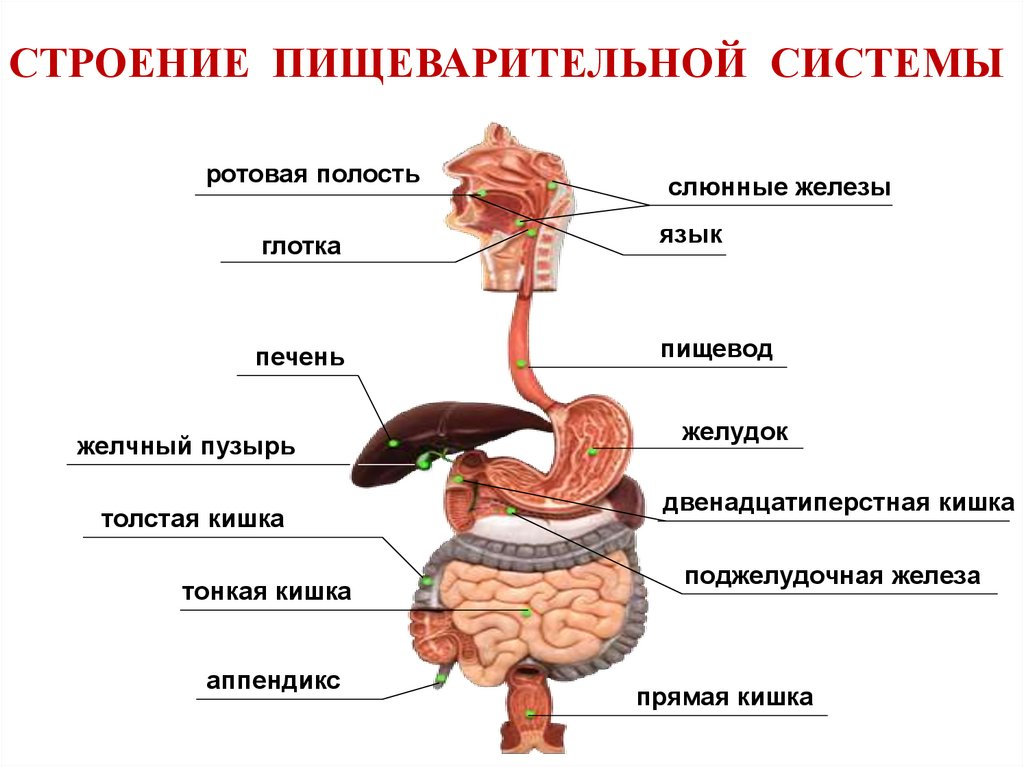 СТРОЕНИЕ ПИЩЕВАРИТЕЛЬНОЙ СИСТЕМЫ
ротовая полость
слюнные железы
язык
глотка
пищевод
печень
желудок
желчный пузырь
двенадцатиперстная кишка
толстая кишка
поджелудочная железа
тонкая кишка
аппендикс
прямая кишка